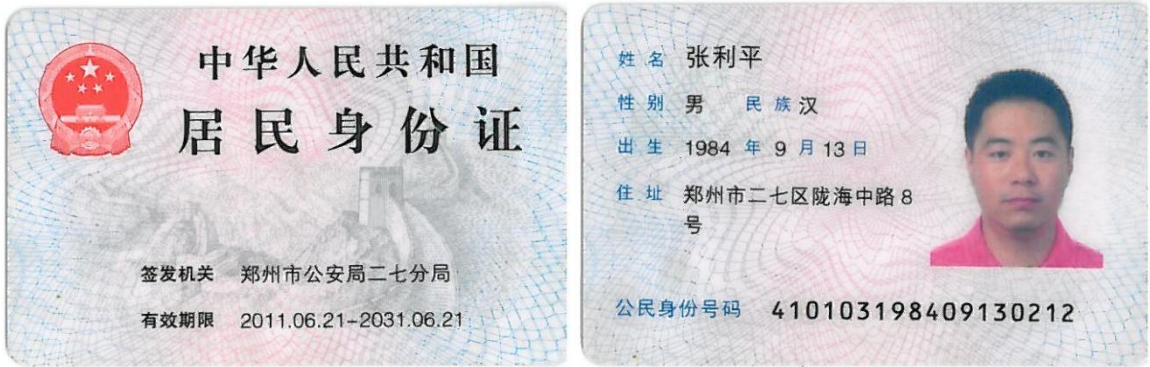 中华人民共和国
居民身份证
签发机关 郑州市公安局二七分局
有效期限 2011.06.21-2031.06.21
姓名 张利平
性别 男 民族 汉
出生 1984 年 9 月 13 日
住址 郑州市二七区陇海中路8
号
公民身份号码 410103198409130212